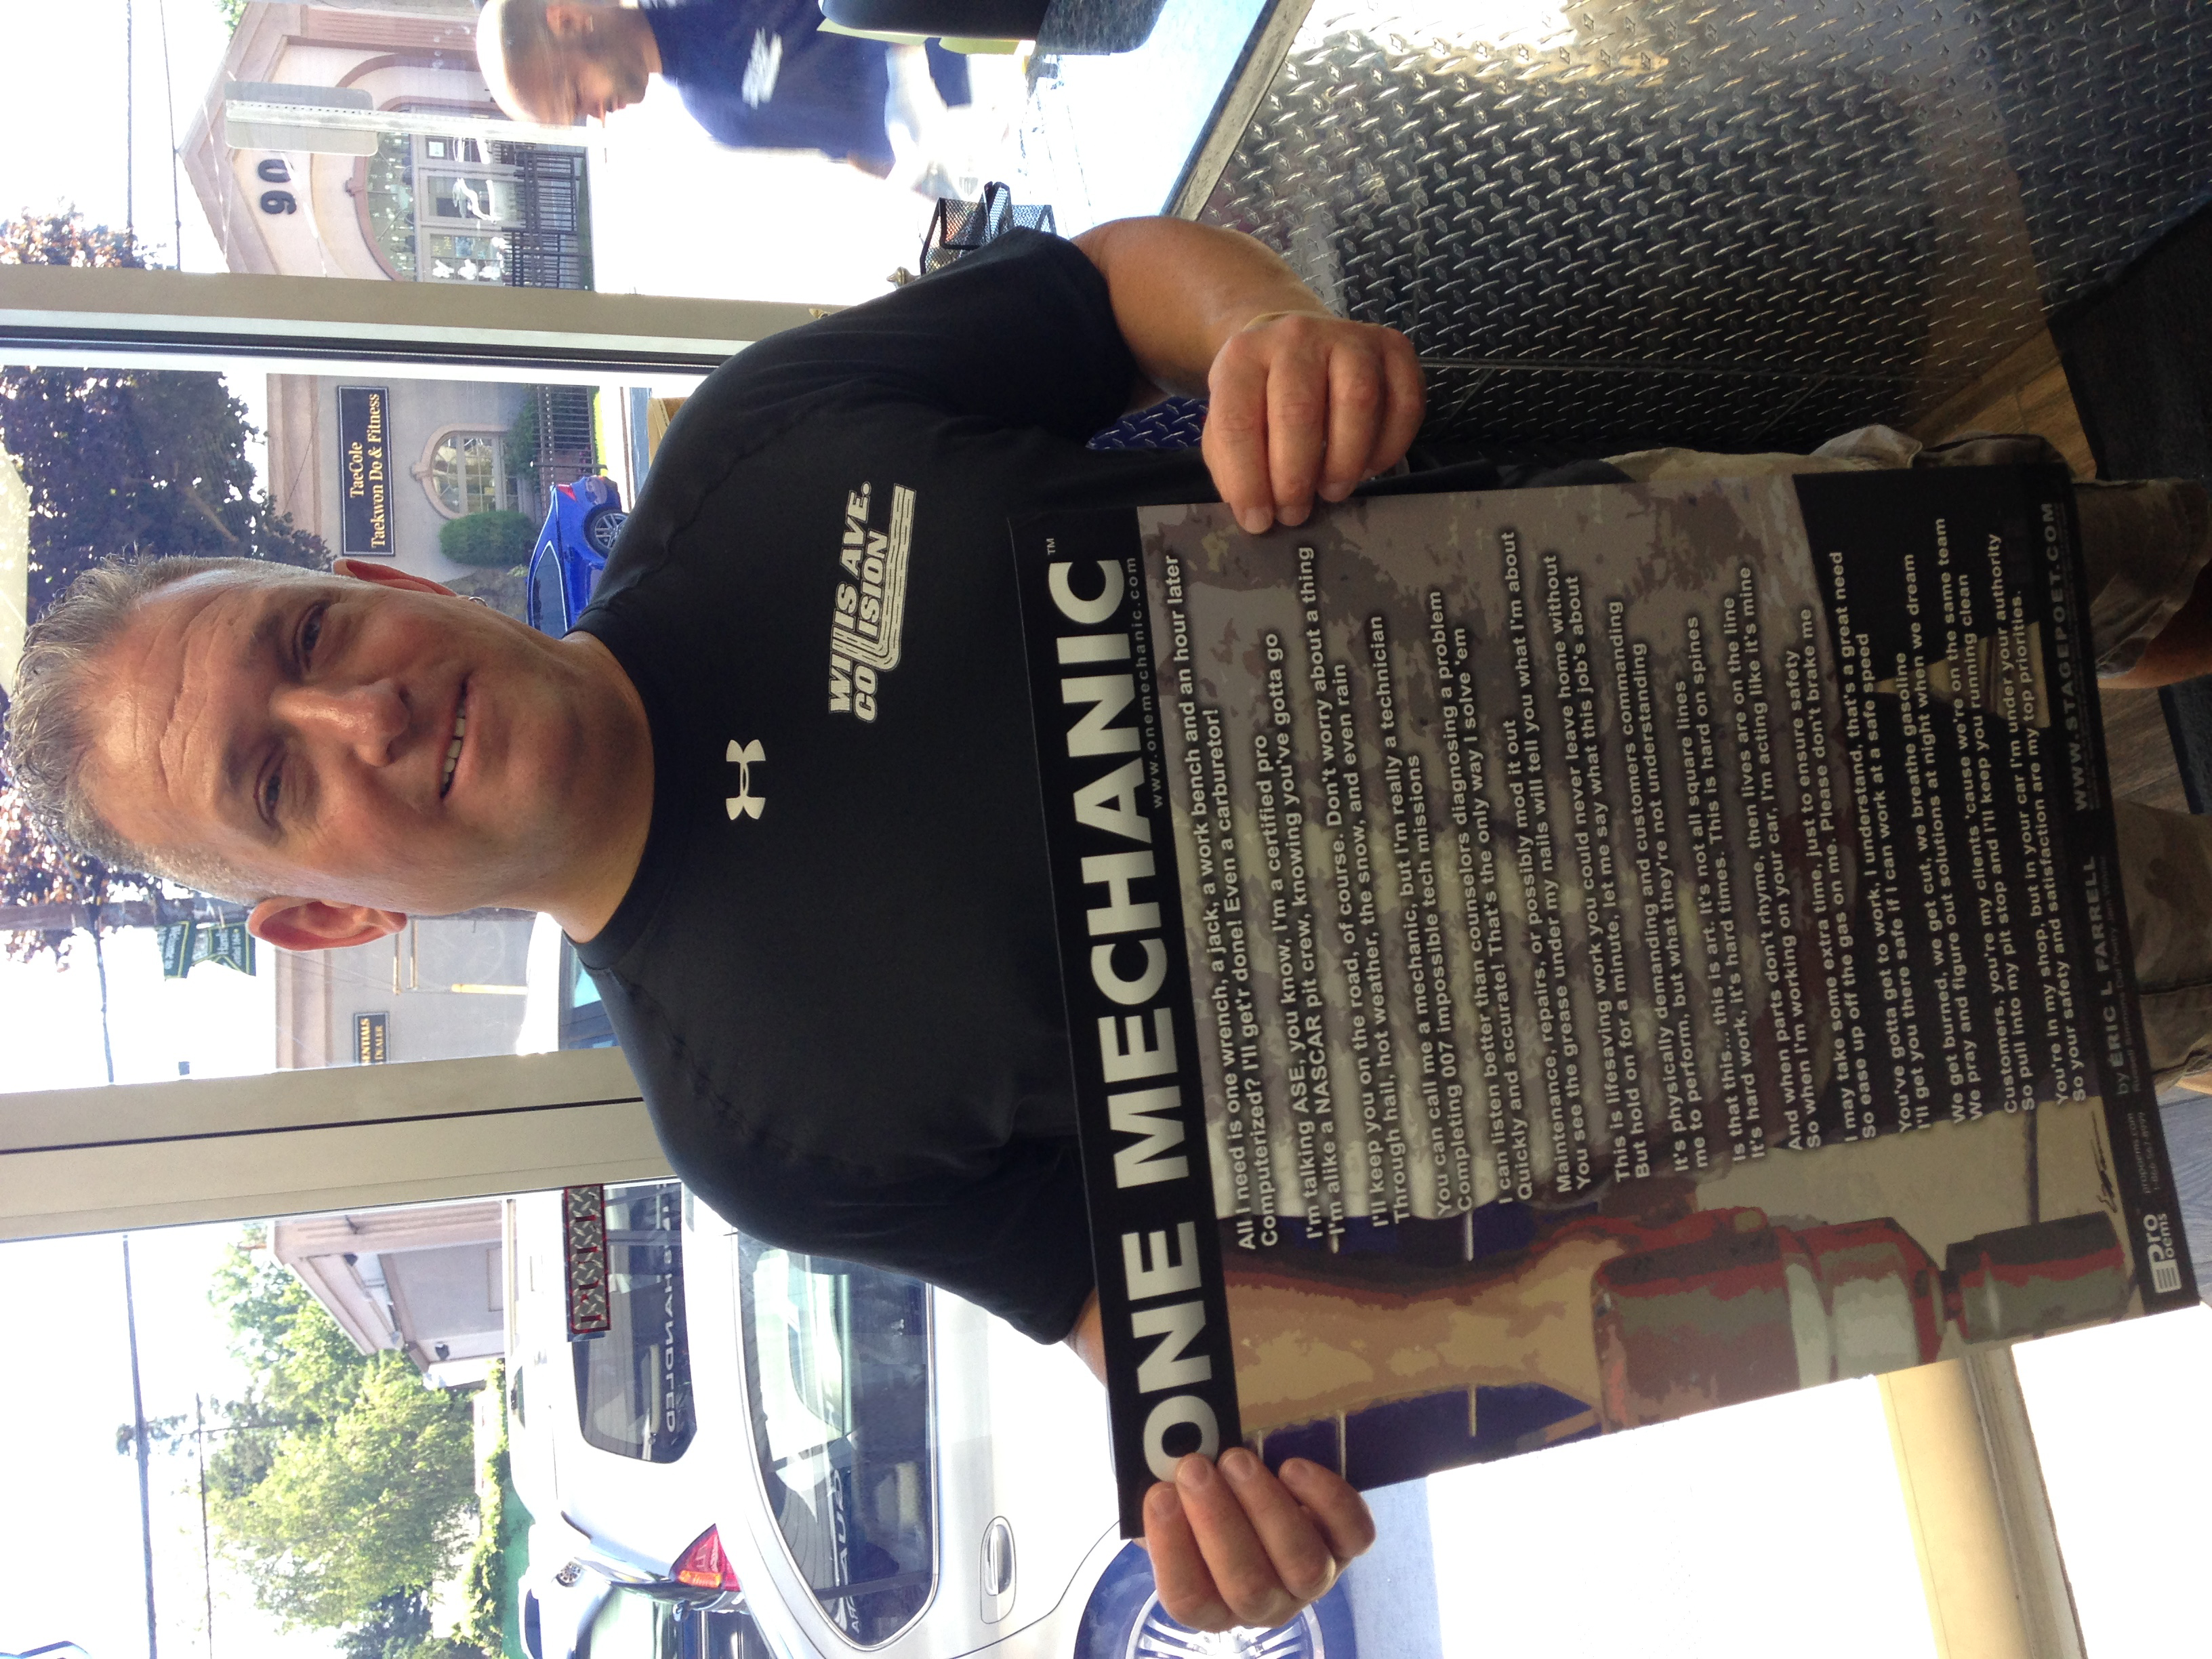 90
TaeCole
Taekwon Do & Fitness
WILLIS AVE.
COLLISION
ONE MECHANIC™
www.onemechanic.com
All I need is one wrench, a jack, a work bench and an hour later
Computerized? I'll get'r done! Even a carburetor!
I'm talking ASE, you know, I'm a certified pro
I'm alike a NASCAR pit crew, knowing you've gotta go
I'll keep you on the road, of course. Don't worry about a thing
Through hail, hot weather, the snow, and even rain
You can call me a mechanic, but I'm really a technician
Completing 007 impossible tech missions
I can listen better than counselors diagnosing a problem
Quickly and accurate! That's the only way I solve 'em
Maintenance, repairs, or possibly mod it out
You see the grease under my nails will tell you what I'm about
This is lifesaving work you could never leave home without
But hold on for a minute, let me say what this job's about
It's physically demanding and customers commanding
me to perform, but what they're not understanding
Is that this... this is art. It's not all square lines
It's hard work, it's hard times. This is hard on spines
And when parts don't rhyme, then lives are on the line
So when I'm working on your car, I'm acting like it's mine
I may take some extra time, just to ensure safety
So ease up off the gas on me. Please don't brake me
You've gotta get to work, I understand, that's a great need
I'll get you there safe if I can work at a safe speed
We get burned, we get cut, we breathe gasoline
We pray and figure out solutions at night when we dream
Customers, you're my clients 'cause we're on the same team
So pull into my pit stop and I'll keep you running clean
You're in my shop, but in your car I'm under your authority
So your safety and satisfaction are my top priorities.
by ERIC L. FARRELL
WWW.STAGEPOET.COM
Pro
oems
propoems.com